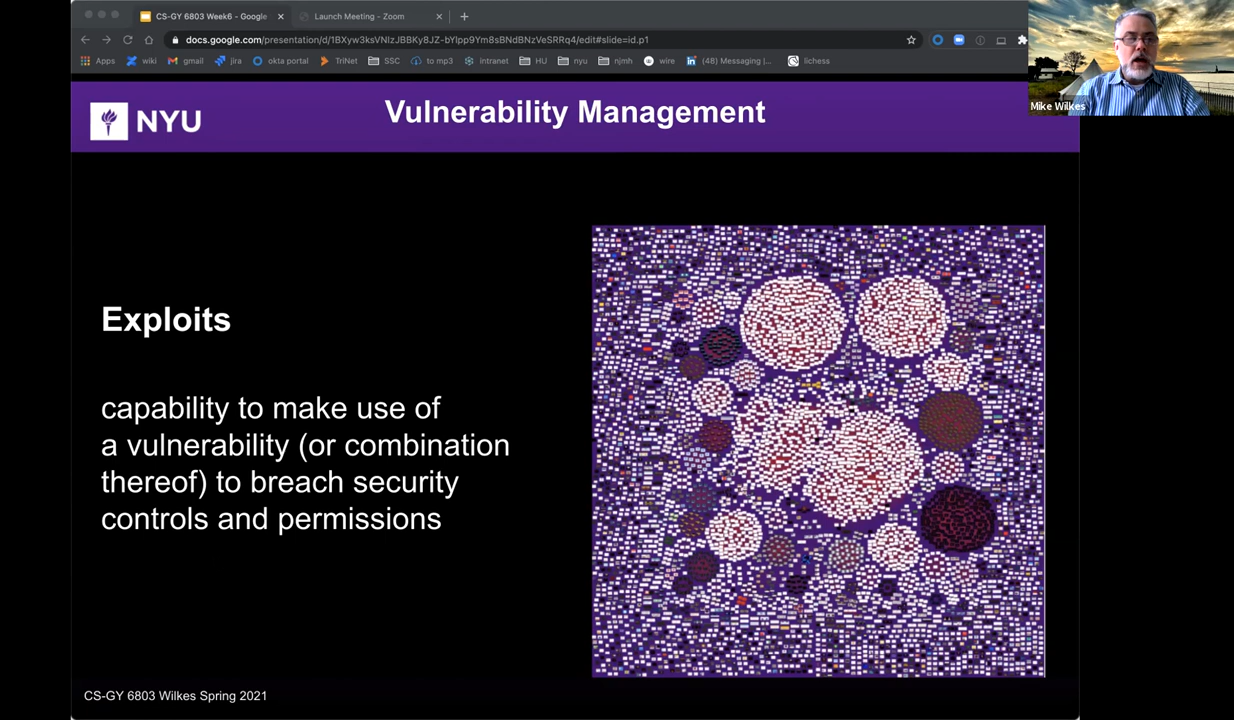 CS-GY 6803 Week6 - Google
Launch Meeting - Zoom
docs.google.com/presentation/d/1BXyw3ksVNlzJBBKy8JZ-bYlpp9Ym8sBNdBNzVeSRRq4/edit#slide=id.p1
Apps
wiki
gmail
jira
okta portal
TriNet
SSC
to mp3
intranet
HU
nyu
njmh
wire
(48) Messaging |...
lichess
Mike Wilkes
NYU
Vulnerability Management
Exploits
capability to make use of
a vulnerability (or combination
thereof) to breach security
controls and permissions
CS-GY 6803 Wilkes Spring 2021